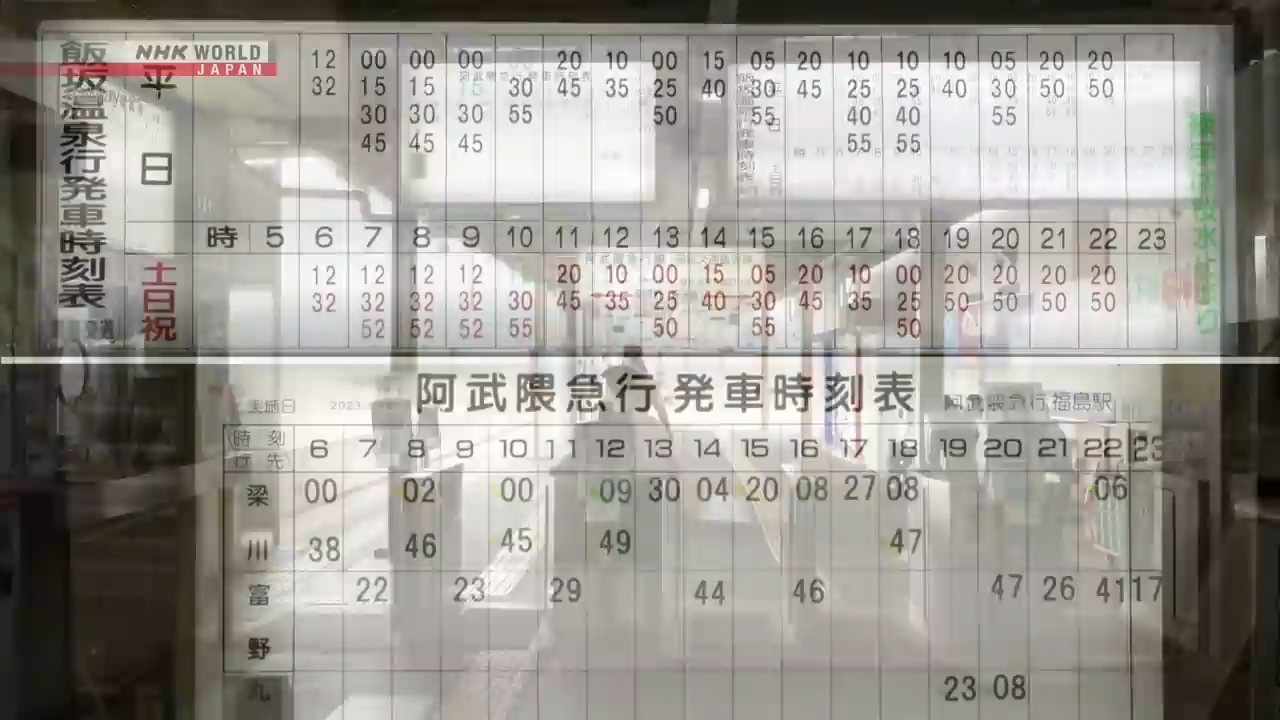 NHK WORLD
JAPAN
飯坂温泉行発車時刻表
平日
12 00 00 00 20 10 00 15 05 20 10 10 10 05 20 20
32 15 15 15 30 45 35 25 40 30 45 25 25 40 30 50 50
30 30 30 55 50 55 40 40 55
45 45 45 55 55
時 5 6 7 8 9 10 11 12 13 14 15 16 17 18 19 20 21 22 23
土日祝
12 12 12 12 20 10 00 15 05 20 10 00 20 20 20 20
32 32 32 32 30 45 35 25 40 30 45 35 25 50 50 50 50
52 52 52 55 50 55 50
阿武隈急行 発車時刻表
実施日 2023 阿武隈急行 福島駅
時刻 6 7 8 9 10 11 12 13 14 15 16 17 18 19 20 21 22 23
行先
梁川 00 02 00 09 30 04 20 08 27 08 06
38 46 45 49 47
富野 22 23 29 44 46 47 26 41 17
丸 23 08